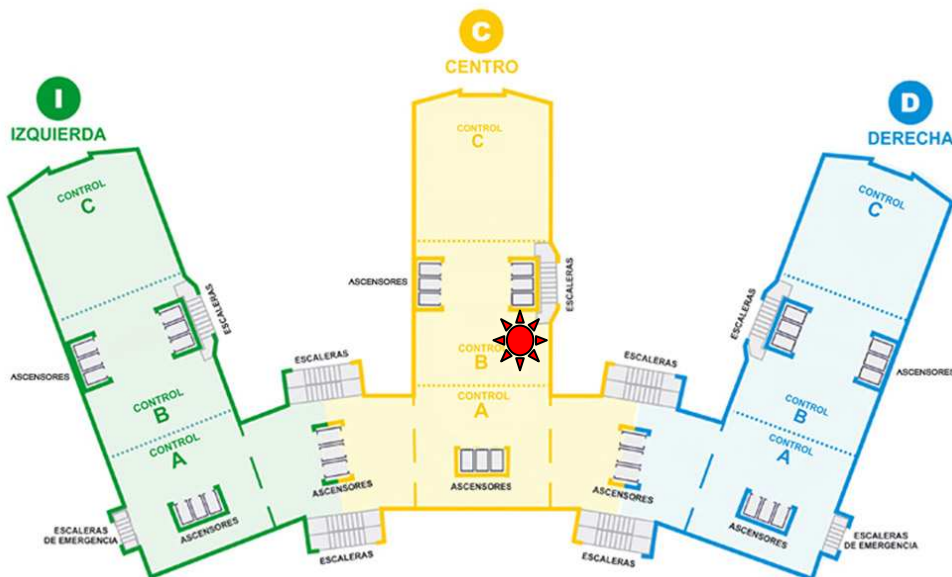 C
CENTRO
I
IZQUIERDA
D
DERECHA
CONTROL
C
CONTROL
C
CONTROL
C
ASCENSORES
ESCALERAS
ESCALERAS
ESCALERAS
ASCENSORES
ASCENSORES
ESCALERAS
CONTROL
B
ESCALERAS
CONTROL
B
CONTROL
B
CONTROL
A
CONTROL
A
CONTROL
A
ASCENSORES
ASCENSORES
ASCENSORES
ESCALERAS
DE EMERGENCIA
ASCENSORES
ESCALERAS
ESCALERAS
ASCENSORES
ESCALERAS
DE EMERGENCIA